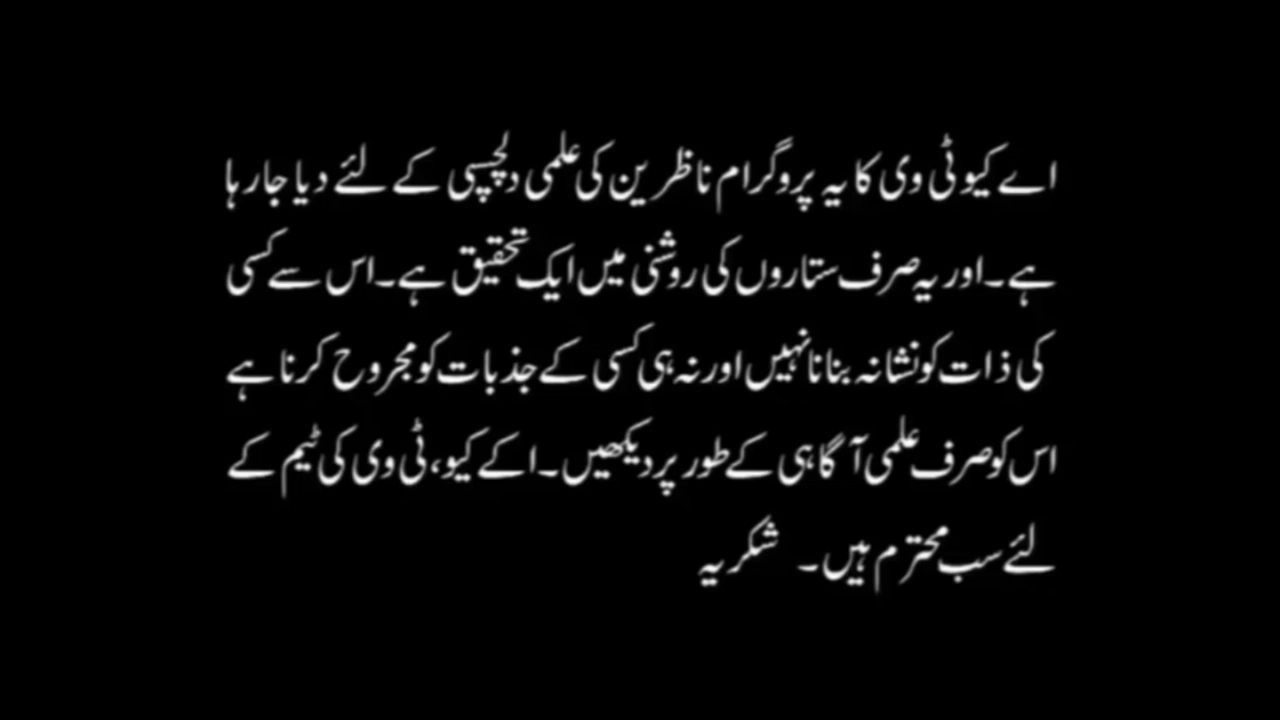 اے کیو ٹی وی کا یہ پروگرام ناظرین کی علمی دلچسپی کے لئے دیا جارہا
ہے۔اور یہ صرف ستاروں کی روشنی میں ایک تحقیق ہے۔اس سے کسی
کی ذات کو نشانہ بنانا نہیں اور نہ ہی کسی کے جذبات کو مجروح کرنا ہے
اس کو صرف علمی آگاہی کے طور پر دیکھیں۔اکے کیو،ٹی وی کی ٹیم کے
لئے سب محترم ہیں۔ شکریہ